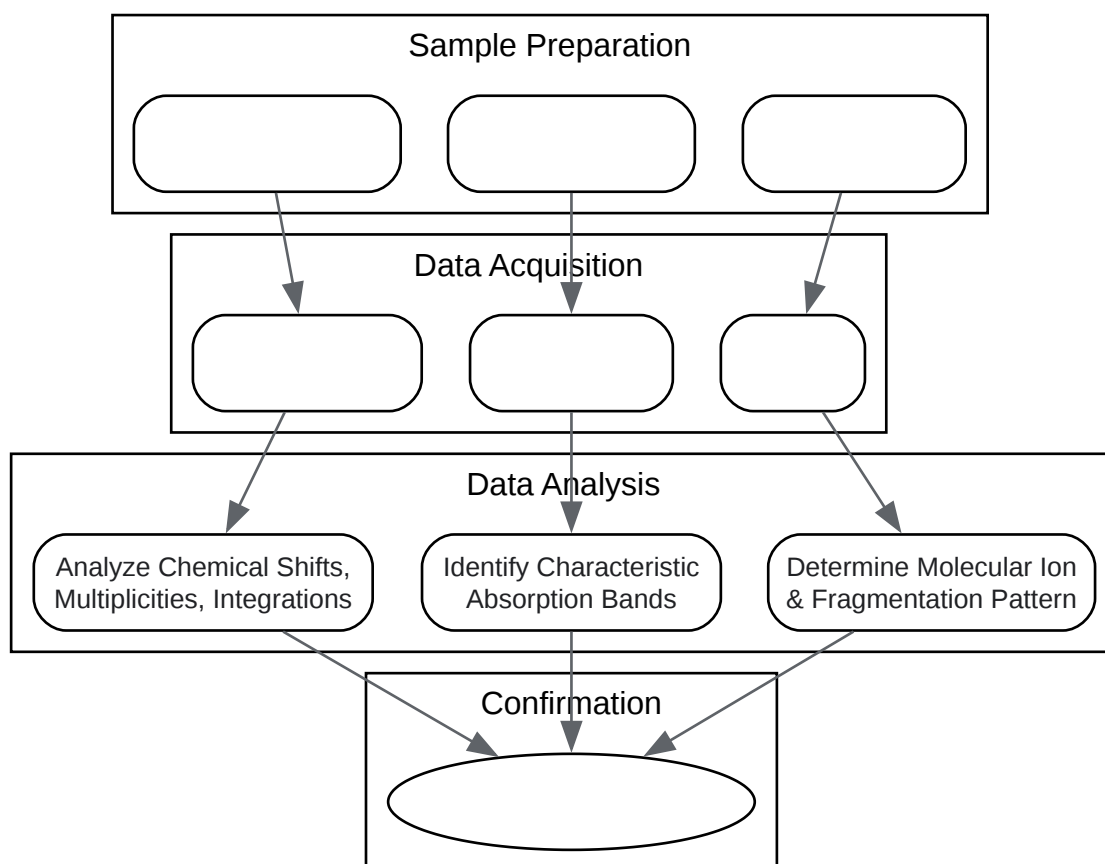 Sample Preparation
Data Acquisition
Data Analysis
Analyze Chemical Shifts,
Multiplicities, Integrations
Identify Characteristic
Absorption Bands
Determine Molecular Ion
& Fragmentation Pattern
Confirmation